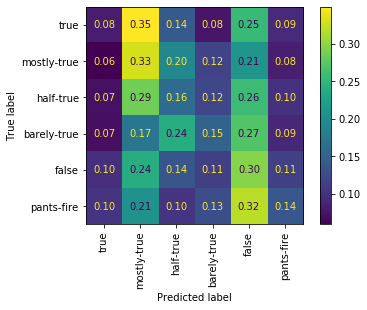 true 0.08 0.35 0.14 0.08 0.25 0.09
mostly-true 0.06 0.33 0.20 0.12 0.21 0.08
half-true 0.07 0.29 0.16 0.12 0.26 0.10
barely-true 0.07 0.17 0.24 0.15 0.27 0.09
false 0.10 0.24 0.14 0.11 0.30 0.11
pants-fire 0.10 0.21 0.10 0.13 0.32 0.14
True label
true
mostly-true
half-true
barely-true
false
pants-fire
Predicted label
0.30
0.25
0.20
0.15
0.10